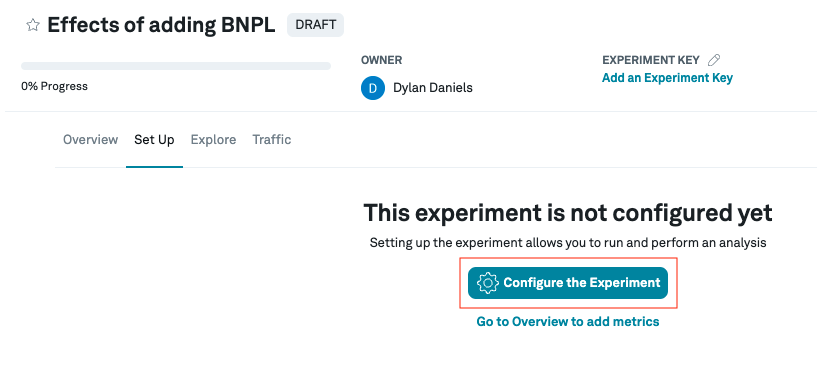 Effects of adding BNPL DRAFT
OWNER
EXPERIMENT KEY
0% Progress
D Dylan Daniels
Add an Experiment Key
Overview Set Up Explore Traffic
This experiment is not configured yet
Setting up the experiment allows you to run and perform an analysis
Configure the Experiment
Go to Overview to add metrics